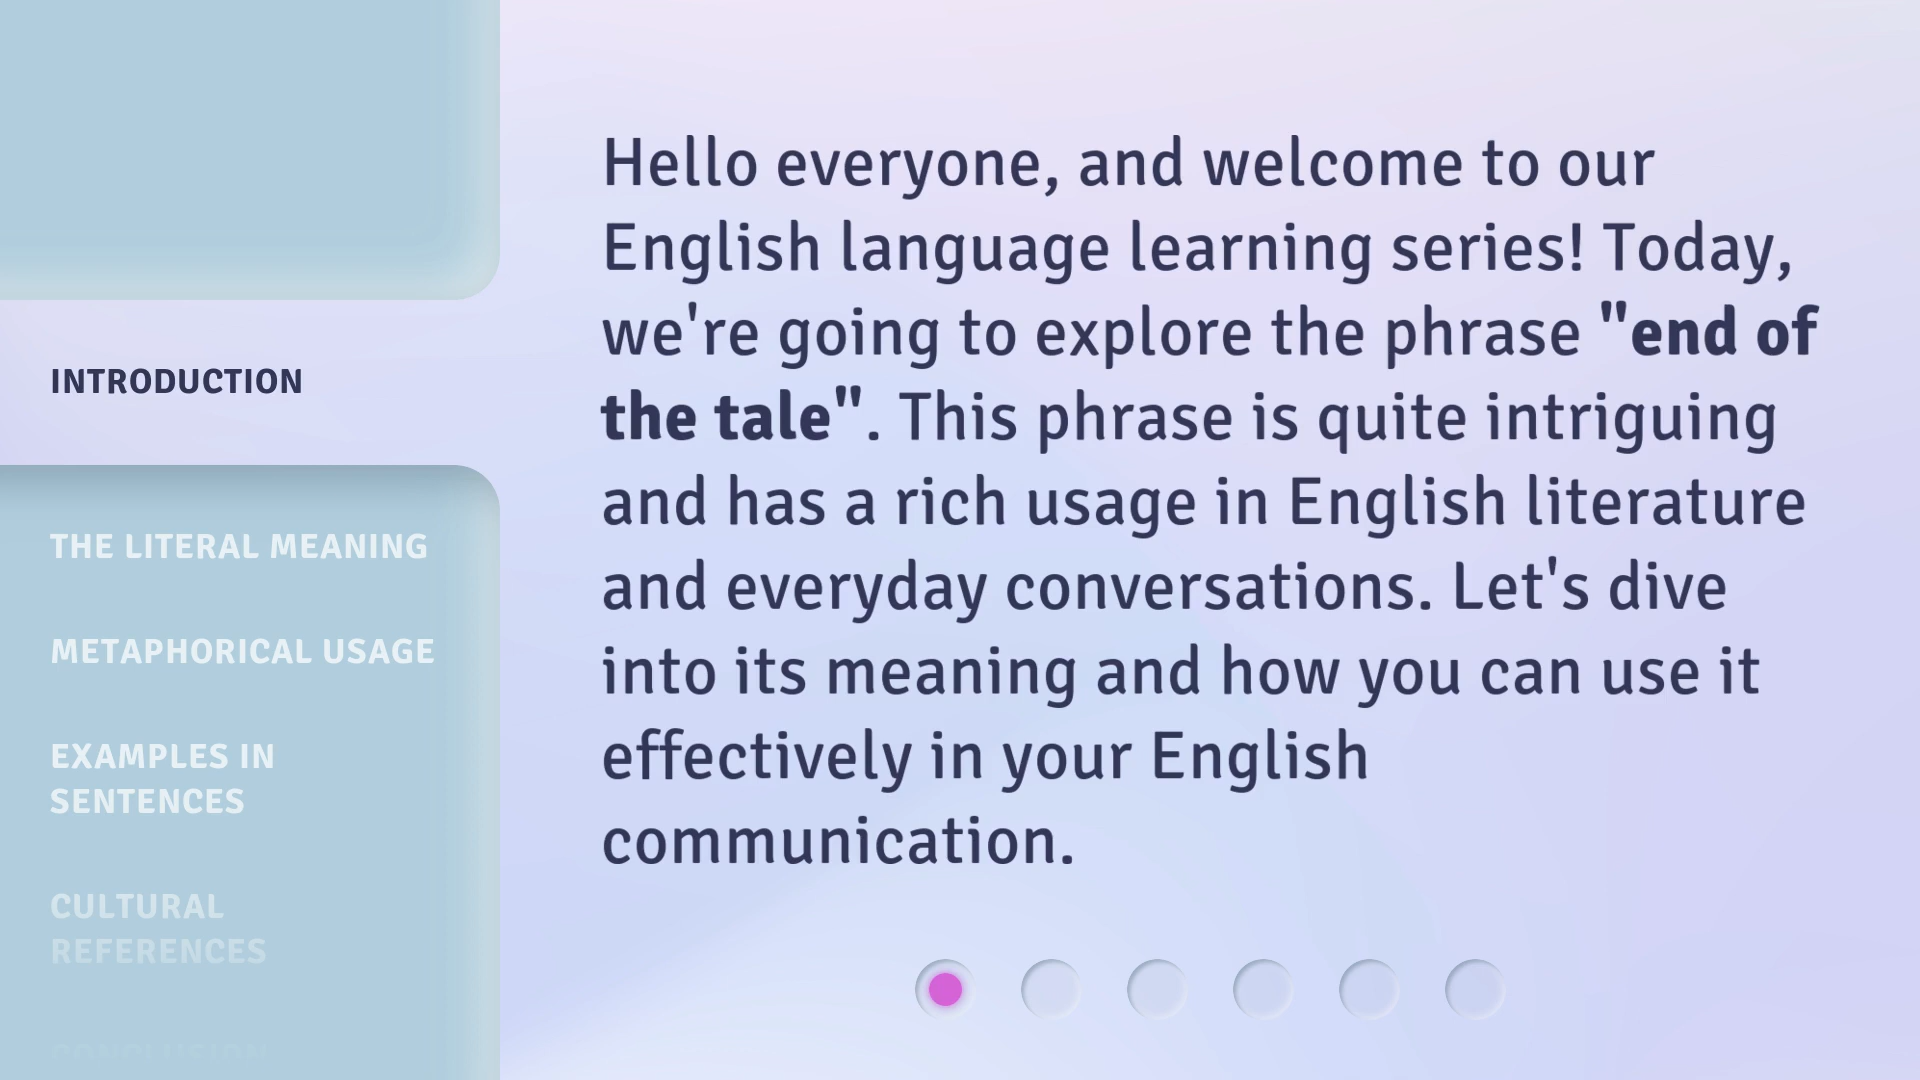 INTRODUCTION
THE LITERAL MEANING
METAPHORICAL USAGE
EXAMPLES IN
SENTENCES
CULTURAL
REFERENCES
CONCLUSION
Hello everyone, and welcome to our
English language learning series! Today,
we're going to explore the phrase "end of
the tale". This phrase is quite intriguing
and has a rich usage in English literature
and everyday conversations. Let's dive
into its meaning and how you can use it
effectively in your English
communication.